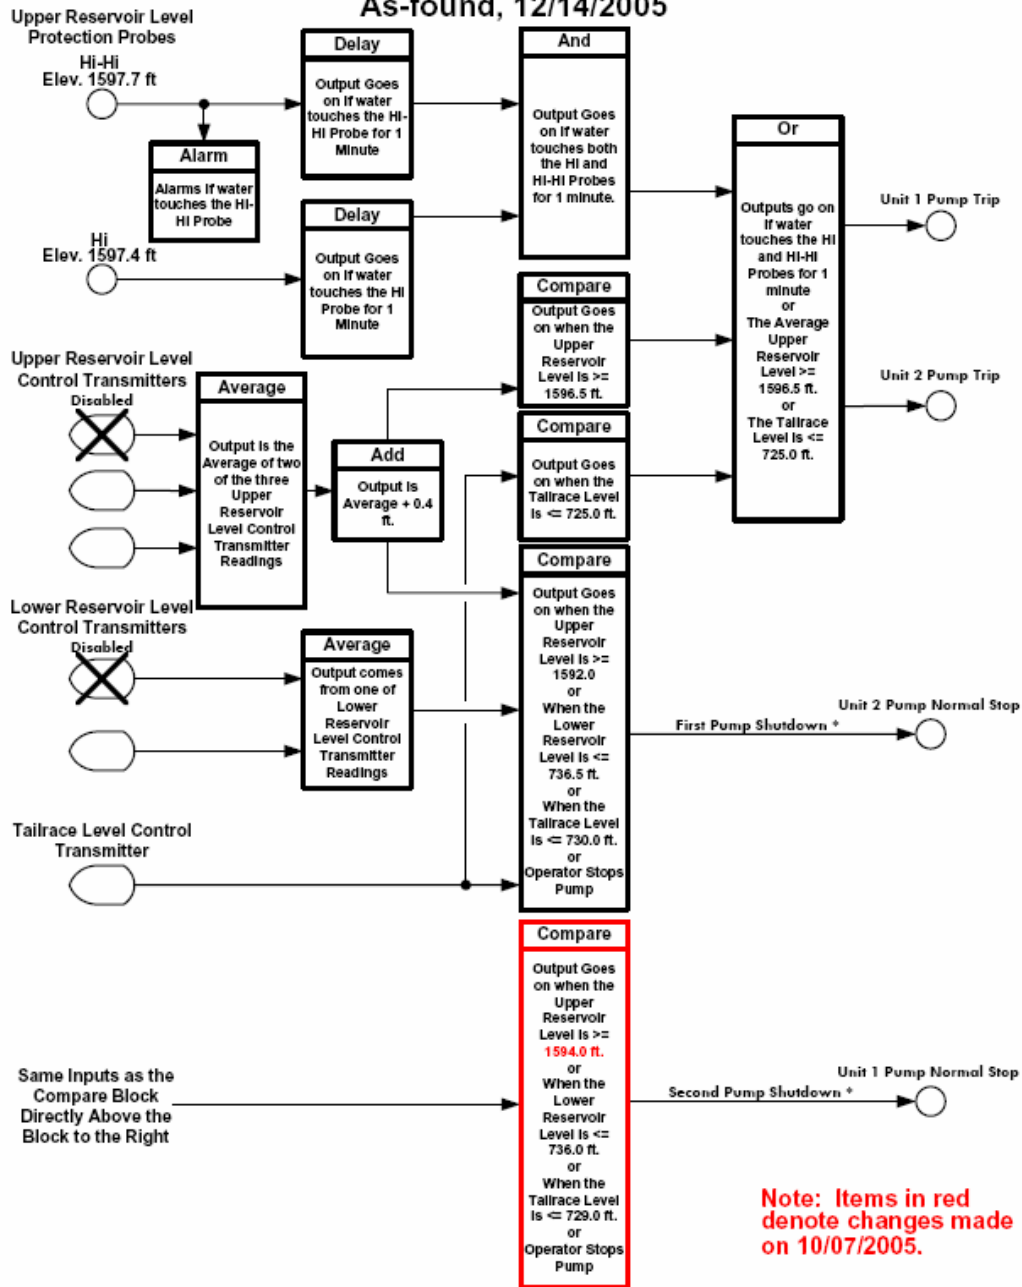 As-found, 12/14/2005
Upper Reservoir Level
Protection Probes
Hi-Hi
Elev. 1597.7 ft
Alarm
Alarms if water
touches the Hi-
Hi Probe
Hi
Elev. 1597.4 ft
Delay
Output Goes
on if water
touches the Hi-
Hi Probe for 1
Minute
Delay
Output Goes
on if water
touches the Hi
Probe for 1
Minute
And
Output Goes
on if water
touches both
the Hi and
Hi-Hi Probes
for 1 minute.
Or
Outputs go on
if water
touches the Hi
and Hi-Hi
Probes for 1
minute
or
The Average
Upper
Reservoir
Level >=
1596.5 ft.
or
The Tailrace
Level is <=
725.0 ft.
Unit 1 Pump Trip
Unit 2 Pump Trip
Upper Reservoir Level
Control Transmitters
Disabled
Average
Output is the
Average of two
of the three
Upper
Reservoir
Level Control
Transmitter
Readings
Add
Output is
Average + 0.4
ft.
Compare
Output Goes
on when the
Upper
Reservoir
Level is >=
1596.5 ft.
Compare
Output Goes
on when the
Tailrace Level
is <= 725.0 ft.
Lower Reservoir Level
Control Transmitters
Disabled
Average
Output comes
from one of
Lower
Reservoir
Level Control
Transmitter
Readings
Compare
Output Goes
on when the
Upper
Reservoir
Level is >=
1592.0
or
When the
Lower
Reservoir
Level is <=
736.5 ft.
or
When the
Tailrace Level
is <= 730.0 ft.
or
Operator Stops
Pump
First Pump Shutdown *
Unit 2 Pump Normal Stop
Tailrace Level Control
Transmitter
Same Inputs as the
Compare Block
Directly Above the
Block to the Right
Compare
Output Goes
on when the
Upper
Reservoir
Level is >=
1594.0 ft.
or
When the
Lower
Reservoir
Level is <=
736.0 ft.
or
When the
Tailrace Level
is <= 729.0 ft.
or
Operator Stops
Pump
Second Pump Shutdown *
Unit 1 Pump Normal Stop
Note: Items in red
denote changes made
on 10/07/2005.